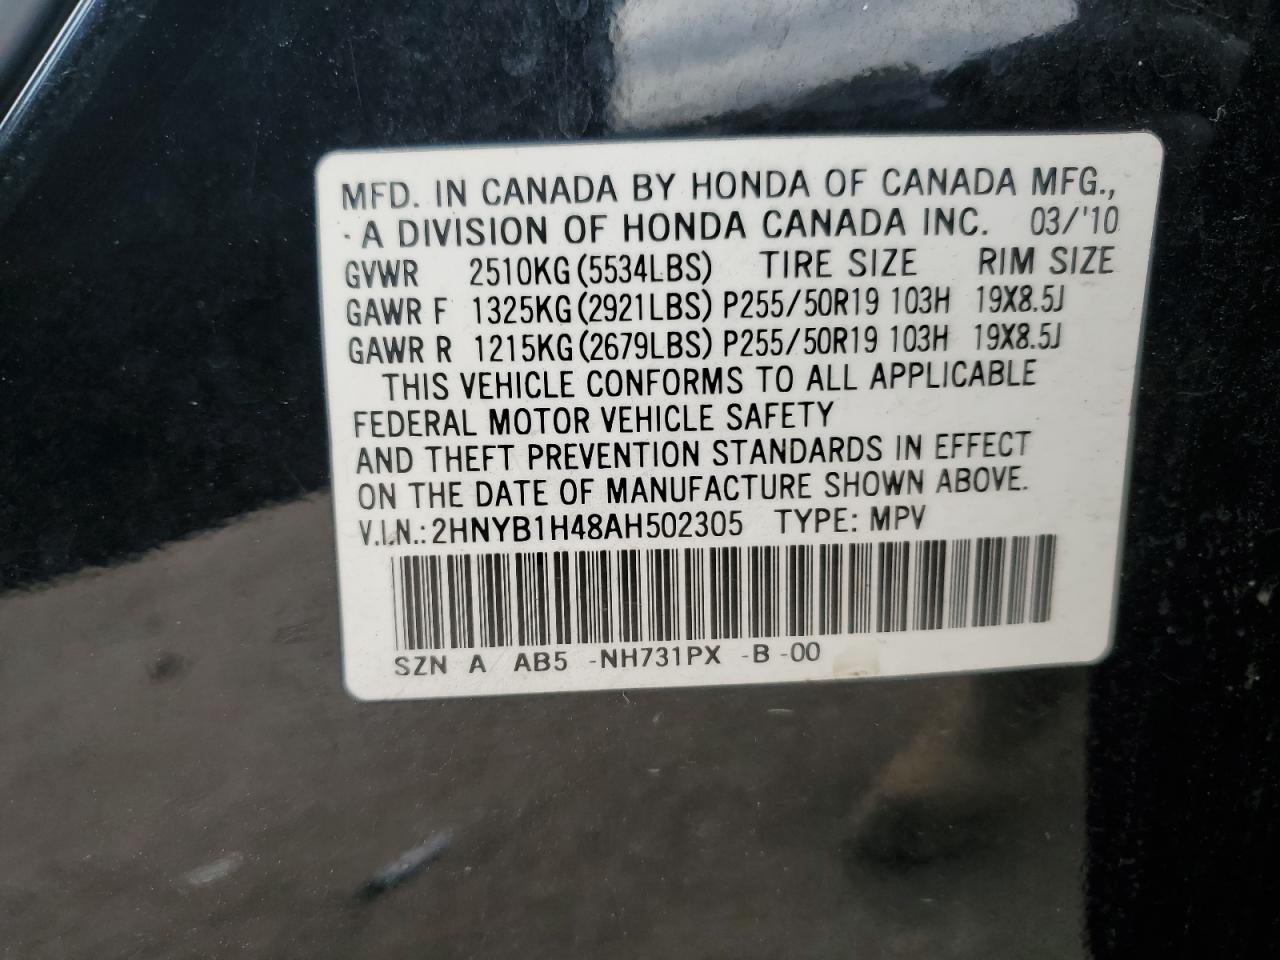 MFD. IN CANADA BY HONDA OF CANADA MFG.,
A DIVISION OF HONDA CANADA INC. 03/'10
GVWR 2510KG (5534LBS) TIRE SIZE RIM SIZE
GAWR F 1325KG (2921LBS) P255/50R19 103H 19X8.5J
GAWR R 1215KG (2679LBS) P255/50R19 103H 19X8.5J
THIS VEHICLE CONFORMS TO ALL APPLICABLE
FEDERAL MOTOR VEHICLE SAFETY
AND THEFT PREVENTION STANDARDS IN EFFECT
ON THE DATE OF MANUFACTURE SHOWN ABOVE.
V.I.N.: 2HNYB1H48AH502305 TYPE: MPV
SZN A AB5 -NH731PX -B -00